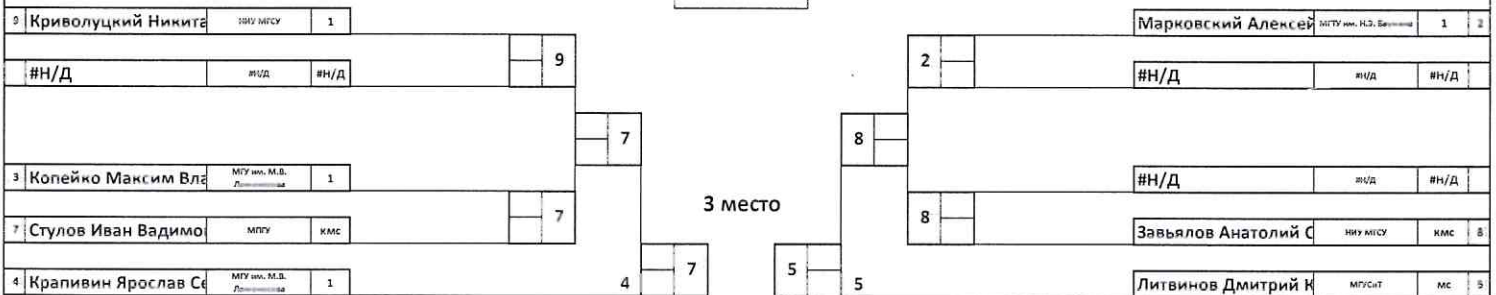 9 Криволуцкий Никита НИУ МГСУ 1
Марковский Алексей МГТУ им. Н.Э. 1 2
9
2
#Н/Д #Н/Д #Н/Д
#Н/Д #Н/Д #Н/Д
7
8
3 Копейко Максим Вла МГУ им. М.В. 1
#Н/Д #Н/Д #Н/Д
3 место
7
8
7 Стулов Иван Вадимо МПГУ кмс
Завьялов Анатолий С НИУ МГСУ кмс 8
7
5
4 Крапивин Ярослав Се МГУ им. М.В. 1
4
5
Литвинов Дмитрий К МГУСиТ мс 5